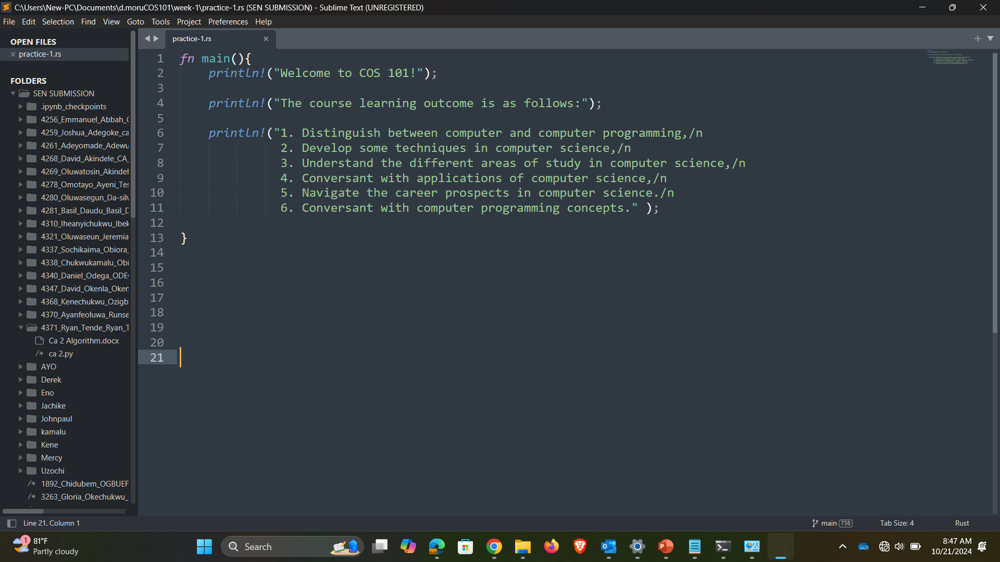 C:\Users\New-PC\Documents\d.moruCOS101\week-1\practice-1.rs (SEN SUBMISSION) - Sublime Text (UNREGISTERED)
File Edit Selection Find View Goto Tools Project Preferences Help
OPEN FILES
practice-1.rs
FOLDERS
SEN SUBMISSION
.ipynb_checkpoints
4256_Emmanuel_Abbah_
4259_Joshua_Adegoke_ca
4261_Adeyomade_Adewu
4268_David_Akindele_CA_
4269_Oluwatosin_Akindel
4278_Omotayo_Ayeni_Tes
4280_Oluwasegun_Da-silv
4281_Basil_Daudu_Basil_D
4310_Iheanyichukwu_Ibek
4321_Oluwaseun_Jeremia
4337_Sochikaima_Obiora_
4338_Chukwukamalu_Obi
4340_Daniel_Odega_ODE
4347_David_Okenla_Oken
4368_Kenechukwu_Ozigb
4370_Ayanfeoluwa_Runse
4371_Ryan_Tende_Ryan_T
Ca 2 Algorithm.docx
/* ca 2.py
AYO
Derek
Eno
Jachike
Johnpaul
kamalu
Kene
Mercy
Uzochi
/* 1892_Chidubem_OGBUEF
/* 3263_Gloria_Okechukwu_
practice-1.rs
1 fn main(){
2 println!("Welcome to COS 101!");
3
4 println!("The course learning outcome is as follows:");
5
6 println!("1. Distinguish between computer and computer programming,/n
7 2. Develop some techniques in computer science,/n
8 3. Understand the different areas of study in computer science,/n
9 4. Conversant with applications of computer science,/n
10 5. Navigate the career prospects in computer science./n
11 6. Conversant with computer programming concepts." );
12
13 }
14
15
16
17
18
19
20
21
Line 21, Column 1
main 738
Tab Size: 4
Rust
1
81°F
Partly cloudy
Search
8:47 AM
10/21/2024